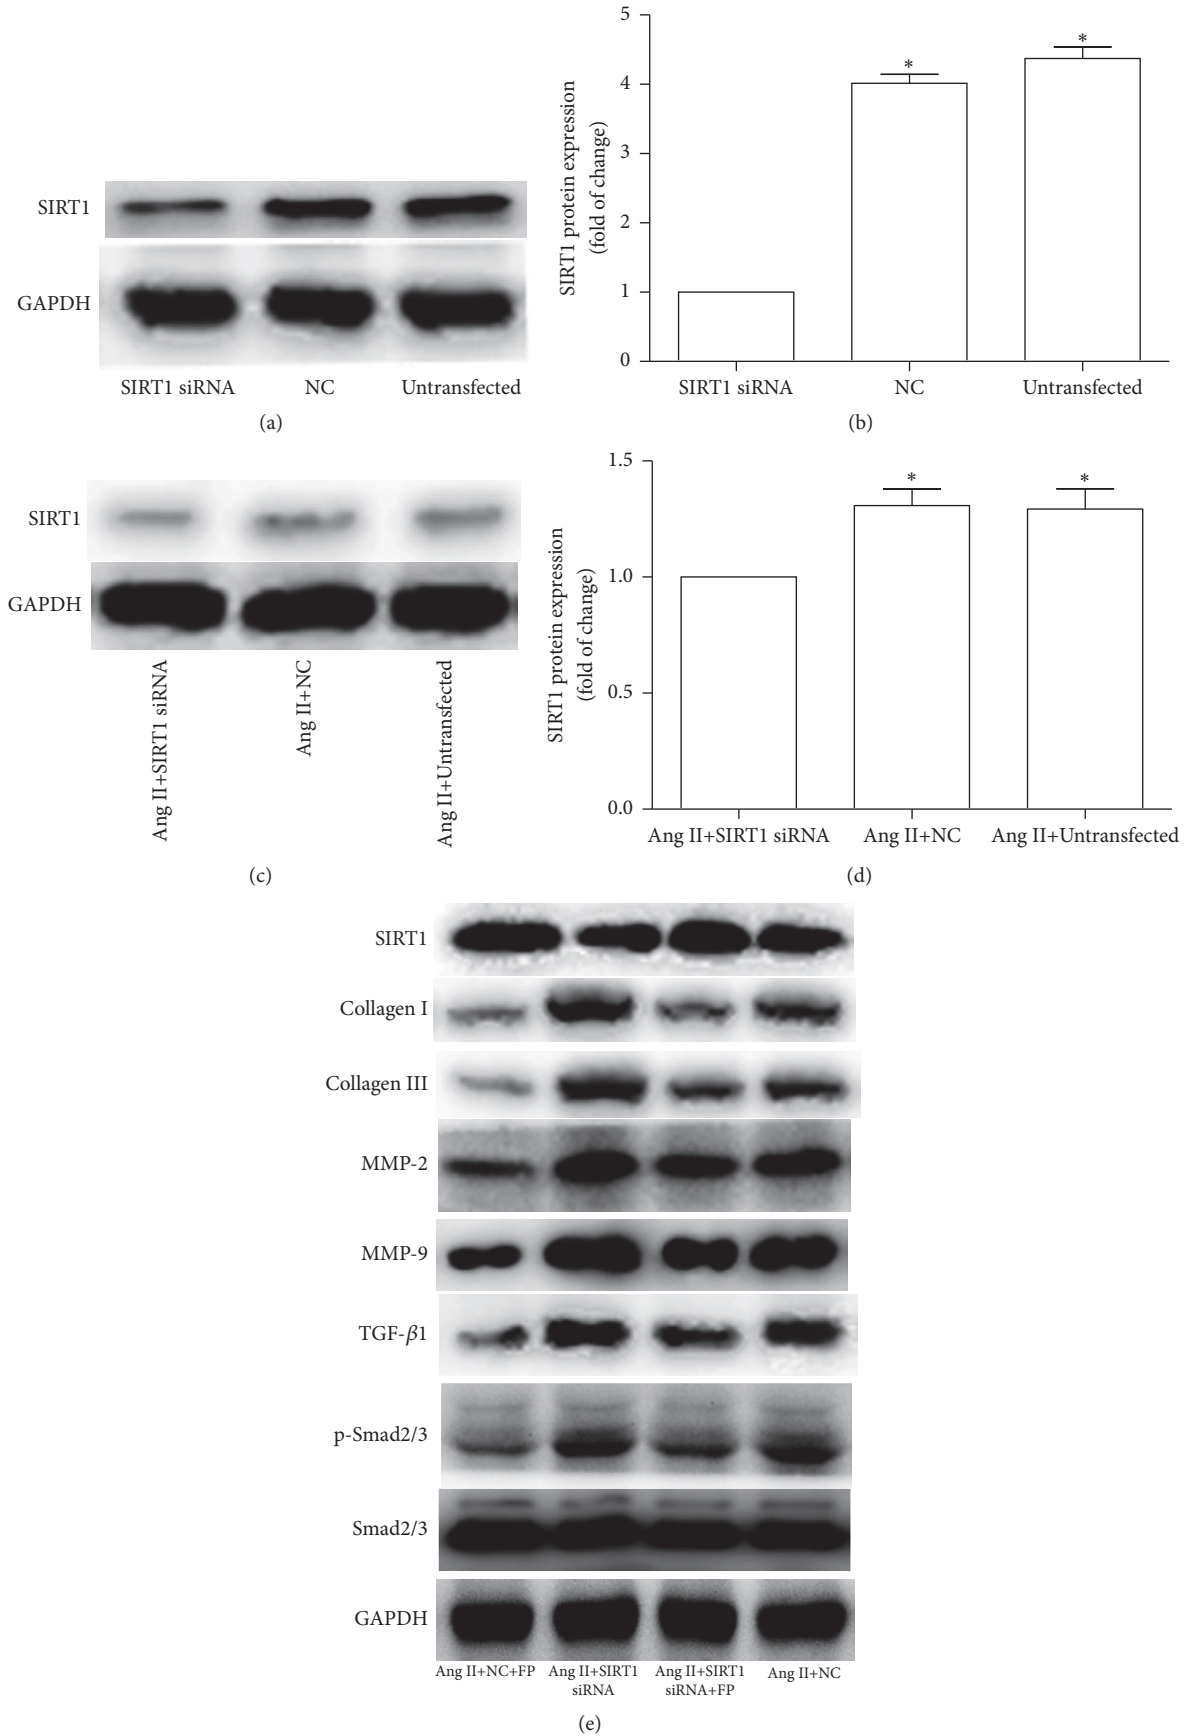 SIRT1
GAPDH
SIRT1 siRNA NC Untransfected
(a)
SIRT1 protein expression
(fold of change)
5
4
3
2
1
0
*
*
SIRT1 siRNA NC Untransfected
(b)
SIRT1
GAPDH
Ang II+SIRT1 siRNA
Ang II+NC
Ang II+Untransfected
(c)
SIRT1 protein expression
(fold of change)
1.5
1.0
0.5
0.0
*
*
Ang II+SIRT1 siRNA Ang II+NC Ang II+Untransfected
(d)
SIRT1
Collagen I
Collagen III
MMP-2
MMP-9
TGF-β1
p-Smad2/3
Smad2/3
GAPDH
Ang II+NC+FP Ang II+SIRT1 Ang II+SIRT1 Ang II+NC
siRNA siRNA+FP
(e)